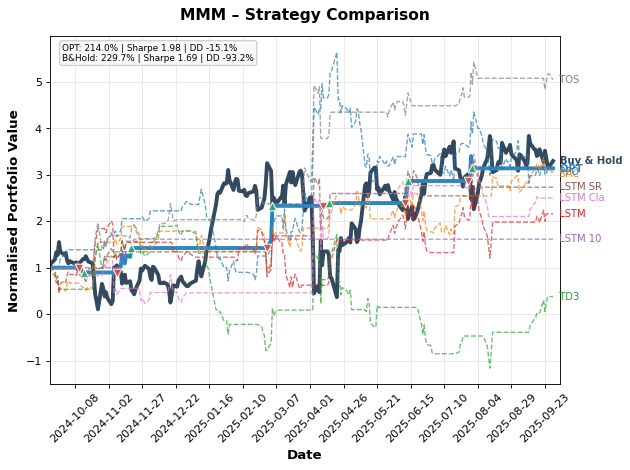 MMM – Strategy Comparison
OPT: 214.0% | Sharpe 1.98 | DD -15.1%
B&Hold: 229.7% | Sharpe 1.69 | DD -93.2%
Normalised Portfolio Value
5
4
3
2
1
0
−1
TOS
Buy & Hold
OPT
SAC
LSTM SR
LSTM Cla
LSTM
LSTM 10
TD3
2024-10-08
2024-11-02
2024-11-27
2024-12-22
2025-01-16
2025-02-10
2025-03-07
2025-04-01
2025-04-26
2025-05-21
2025-06-15
2025-07-10
2025-08-04
2025-08-29
2025-09-23
Date